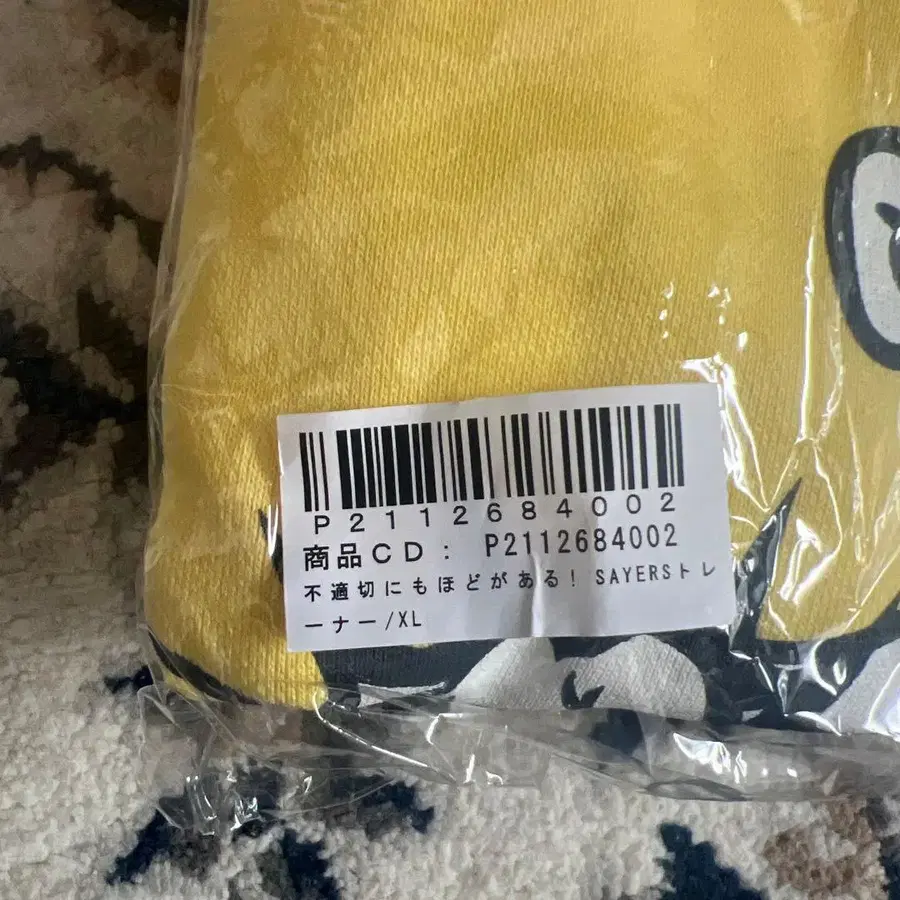 P2112684002
商品CD: P2112684002
不適切にもほどがある! SAYERSトレ
ーナー/XL